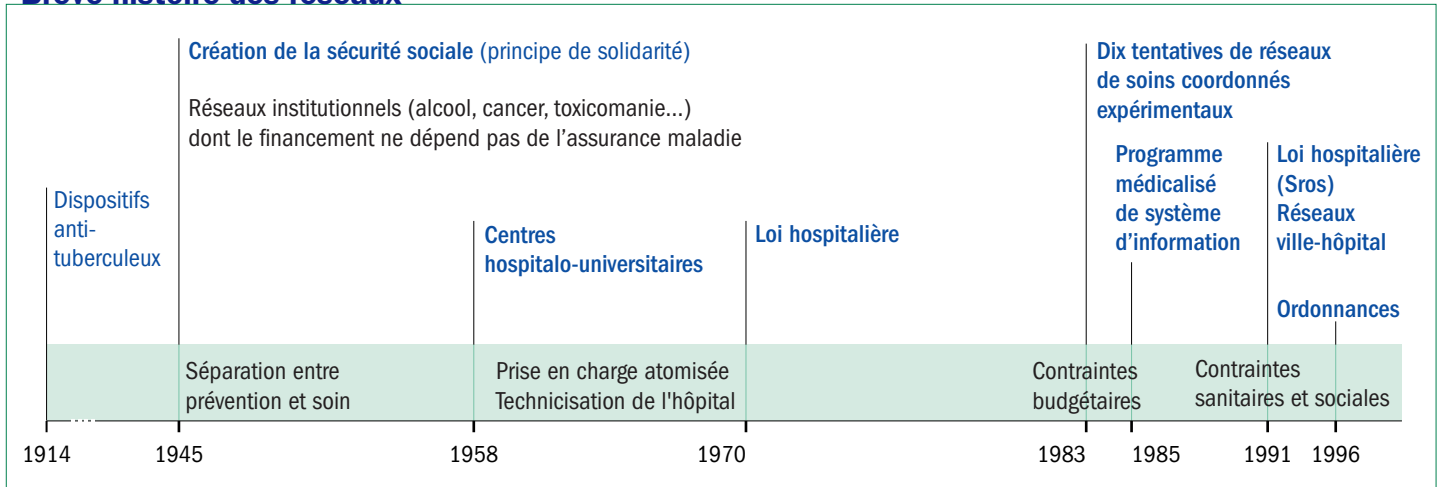 Brève histoire des réseaux
Création de la sécurité sociale (principe de solidarité)
Réseaux institutionnels (alcool, cancer, toxicomanie...)
dont le financement ne dépend pas de l'assurance maladie
Dispositifs
anti-
tuberculeux
Centres
hospitalo-universitaires
Loi hospitalière
Dix tentatives de réseaux
de soins coordonnés
expérimentaux
Programme
médicalisé
de système
d'information
Loi hospitalière
(Sros)
Réseaux
ville-hôpital
Ordonnances
Séparation entre
prévention et soin
Prise en charge atomisée
Technicisation de l'hôpital
Contraintes
budgétaires
Contraintes
sanitaires et sociales
1914
1945
1958
1970
1983
1985
1991
1996